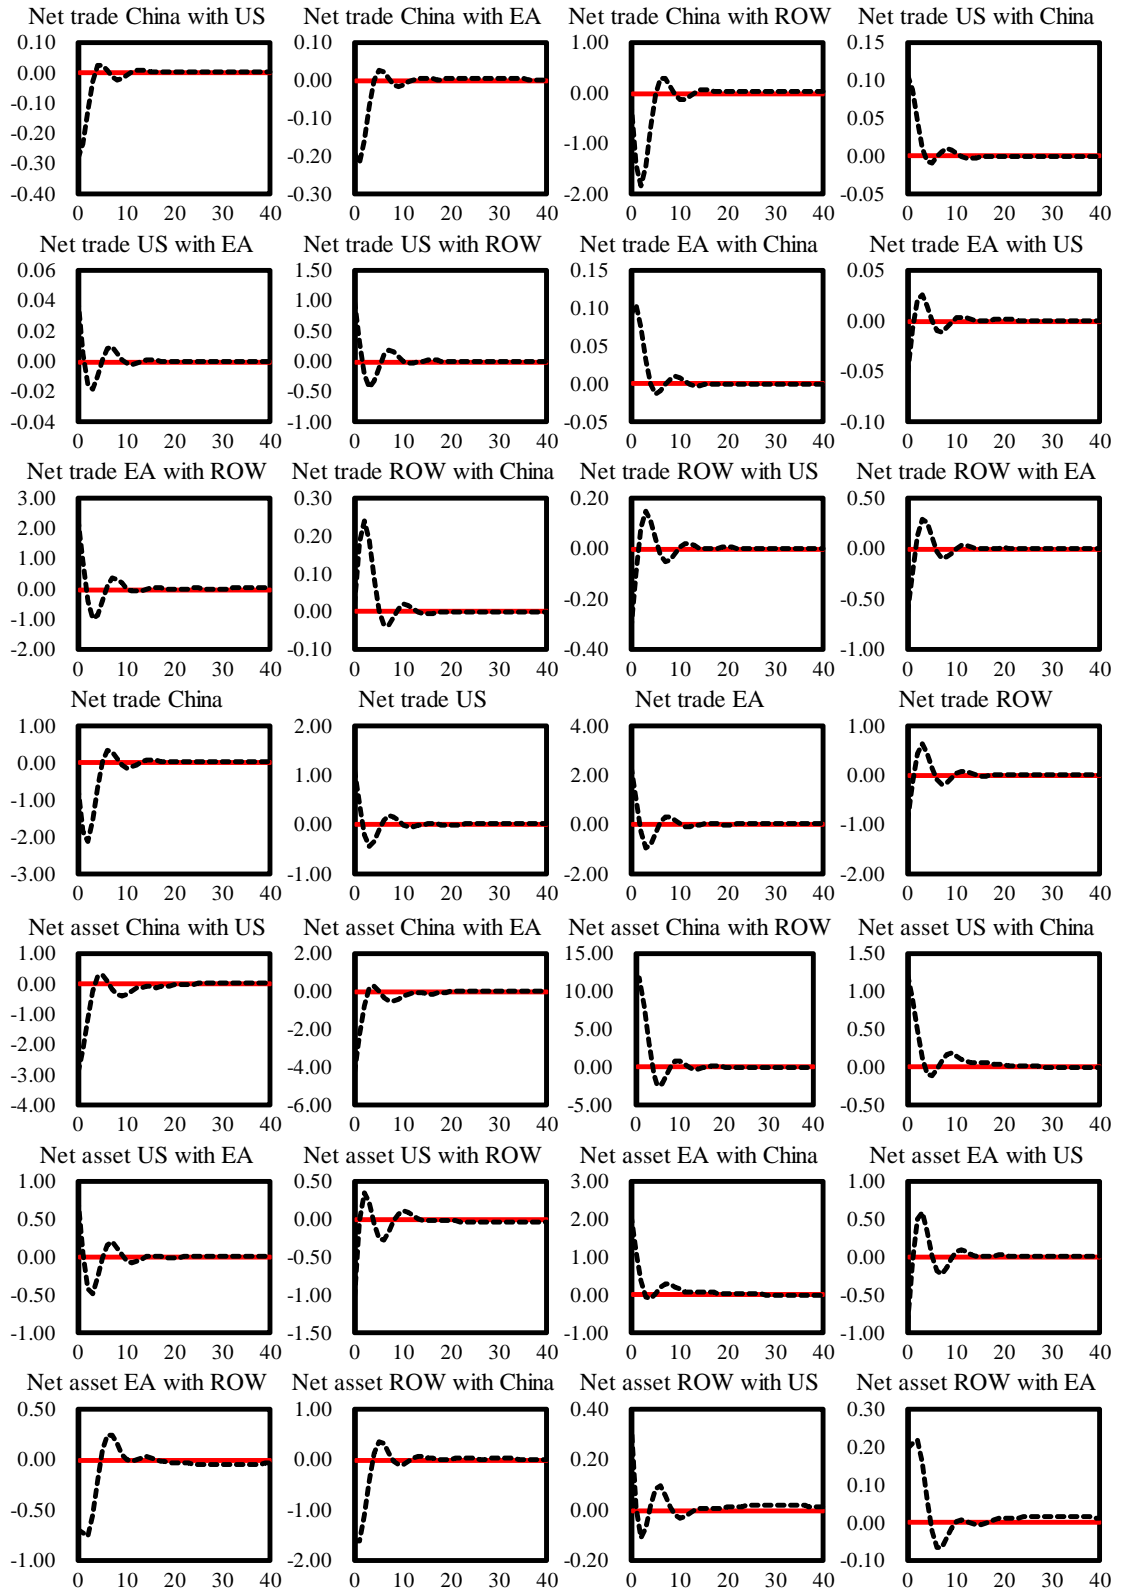 Net trade China with US Net trade China with EA Net trade China with ROW Net trade US with China
0.10 0.10 1.00 0.15
0.00 0.00 0.00 0.10
-0.10 -0.10 -1.00 0.05
-0.20 -0.20 -2.00 0.00
-0.30 -0.30 -0.05
-0.40
0 10 20 30 40 0 10 20 30 40 0 10 20 30 40 0 10 20 30 40
Net trade US with EA Net trade US with ROW Net trade EA with China Net trade EA with US
0.06 1.50 0.15 0.05
0.04 1.00 0.10 0.00
0.02 0.50 0.05 -0.05
0.00 0.00 0.00 -0.10
-0.02 -0.50 -0.05
-0.04 -1.00
0 10 20 30 40 0 10 20 30 40 0 10 20 30 40 0 10 20 30 40
Net trade EA with ROW Net trade ROW with China Net trade ROW with US Net trade ROW with EA
3.00 0.30 0.20 0.50
2.00 0.20 0.00 0.00
1.00 0.10 -0.20 -0.50
0.00 0.00 -0.40 -1.00
-1.00 -0.10
-2.00
0 10 20 30 40 0 10 20 30 40 0 10 20 30 40 0 10 20 30 40
Net trade China Net trade US Net trade EA Net trade ROW
1.00 2.00 4.00 1.00
0.00 1.00 2.00 0.00
-1.00 0.00 0.00 -1.00
-2.00 -1.00 -2.00 -2.00
-3.00
0 10 20 30 40 0 10 20 30 40 0 10 20 30 40 0 10 20 30 40
Net asset China with US Net asset China with EA Net asset China with ROW Net asset US with China
1.00 2.00 15.00 1.50
0.00 0.00 10.00 1.00
-1.00 -2.00 5.00 0.50
-2.00 -4.00 0.00 0.00
-3.00 -6.00 -5.00 -0.50
-4.00
0 10 20 30 40 0 10 20 30 40 0 10 20 30 40 0 10 20 30 40
Net asset US with EA Net asset US with ROW Net asset EA with China Net asset EA with US
1.00 0.50 3.00 1.00
0.50 0.00 2.00 0.50
0.00 -0.50 1.00 0.00
-0.50 -1.00 0.00 -0.50
-1.00 -1.50 -1.00 -1.00
0 10 20 30 40 0 10 20 30 40 0 10 20 30 40 0 10 20 30 40
Net asset EA with ROW Net asset ROW with China Net asset ROW with US Net asset ROW with EA
0.50 1.00 0.40 0.30
0.00 0.00 0.20 0.20
-0.50 -1.00 0.00 0.10
-1.00 -2.00 -0.20 0.00
-0.10
0 10 20 30 40 0 10 20 30 40 0 10 20 30 40 0 10 20 30 40